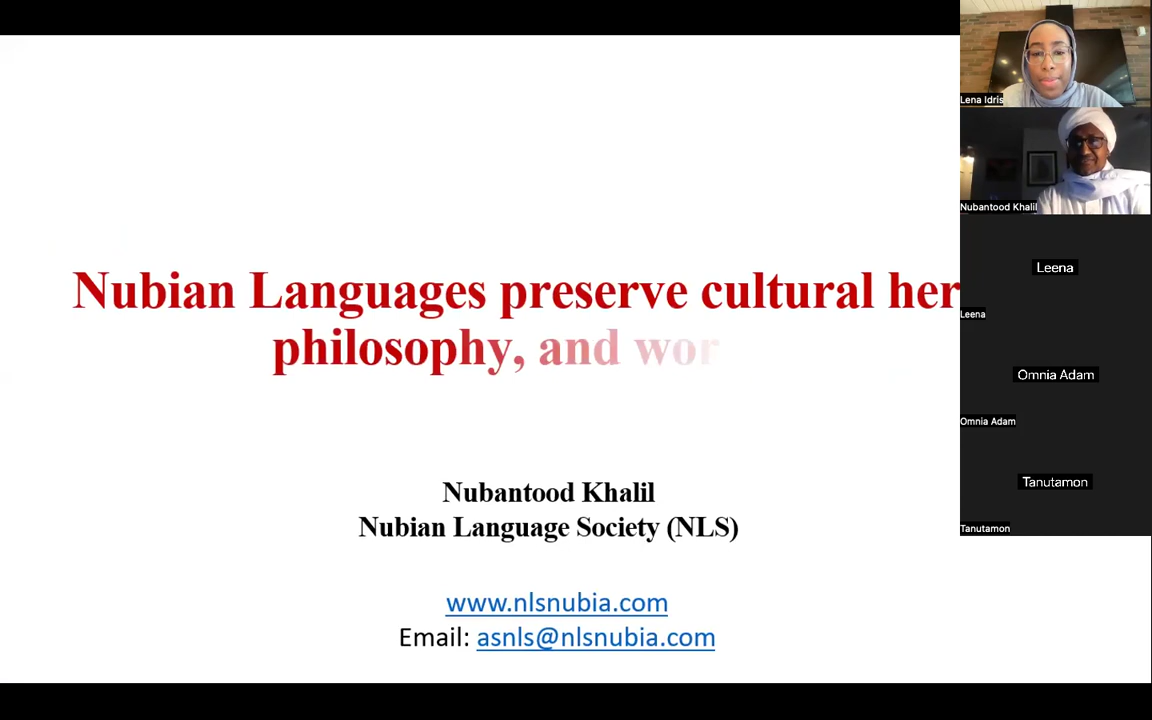 Nubian Languages preserve cultural her
philosophy, and wor
Nubantood Khalil
Nubian Language Society (NLS)
www.nlsnubia.com
Email: asnls@nlsnubia.com
Lena Idris
Nubantood Khalil
Leena
Leena
Omnia Adam
Omnia Adam
Tanutamon
Tanutamon